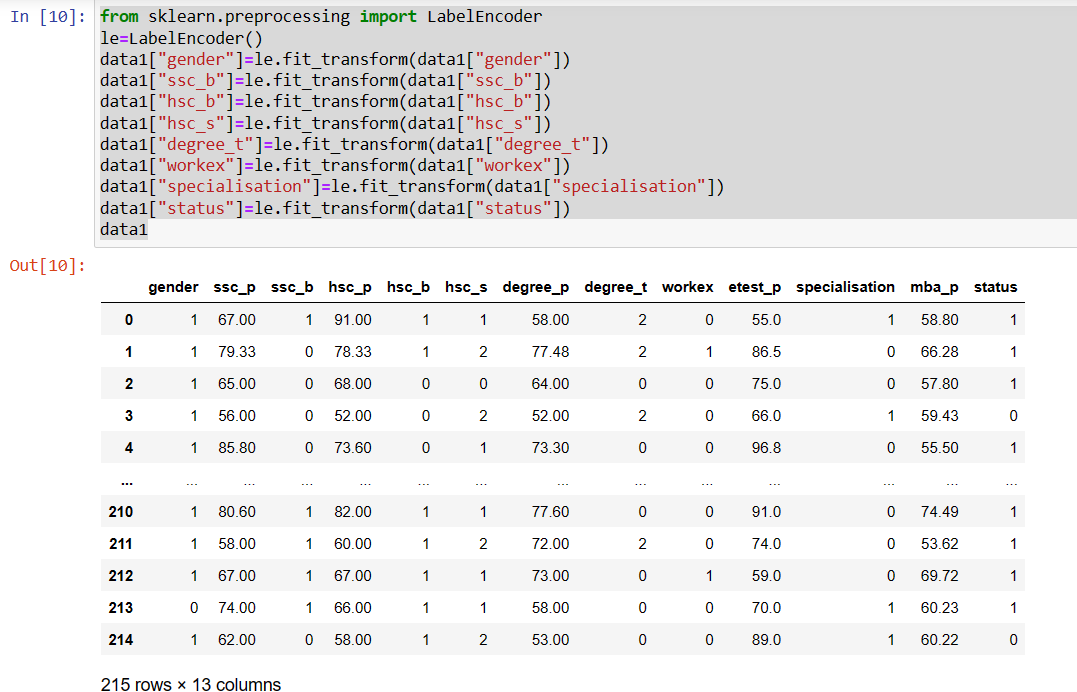 In [10]: from sklearn.preprocessing import LabelEncoder
le=LabelEncoder()
data1["gender"]=le.fit_transform(data1["gender"])
data1["ssc_b"]=le.fit_transform(data1["ssc_b"])
data1["hsc_b"]=le.fit_transform(data1["hsc_b"])
data1["hsc_s"]=le.fit_transform(data1["hsc_s"])
data1["degree_t"]=le.fit_transform(data1["degree_t"])
data1["workex"]=le.fit_transform(data1["workex"])
data1["specialisation"]=le.fit_transform(data1["specialisation"])
data1["status"]=le.fit_transform(data1["status"])
data1
Out[10]:
gender ssc_p ssc_b hsc_p hsc_b hsc_s degree_p degree_t workex etest_p specialisation mba_p status
0 1 67.00 1 91.00 1 1 58.00 2 0 55.0 1 58.80 1
1 1 79.33 0 78.33 1 2 77.48 2 1 86.5 0 66.28 1
2 1 65.00 0 68.00 0 0 64.00 0 0 75.0 0 57.80 1
3 1 56.00 0 52.00 0 2 52.00 2 0 66.0 1 59.43 0
4 1 85.80 0 73.60 0 1 73.30 0 0 96.8 0 55.50 1
... ... ... ... ... ... ... ... ... ... ... ... ... ...
210 1 80.60 1 82.00 1 1 77.60 0 0 91.0 0 74.49 1
211 1 58.00 1 60.00 1 2 72.00 2 0 74.0 0 53.62 1
212 1 67.00 1 67.00 1 1 73.00 0 1 59.0 0 69.72 1
213 0 74.00 1 66.00 1 1 58.00 0 0 70.0 1 60.23 1
214 1 62.00 0 58.00 1 2 53.00 0 0 89.0 1 60.22 0
215 rows × 13 columns